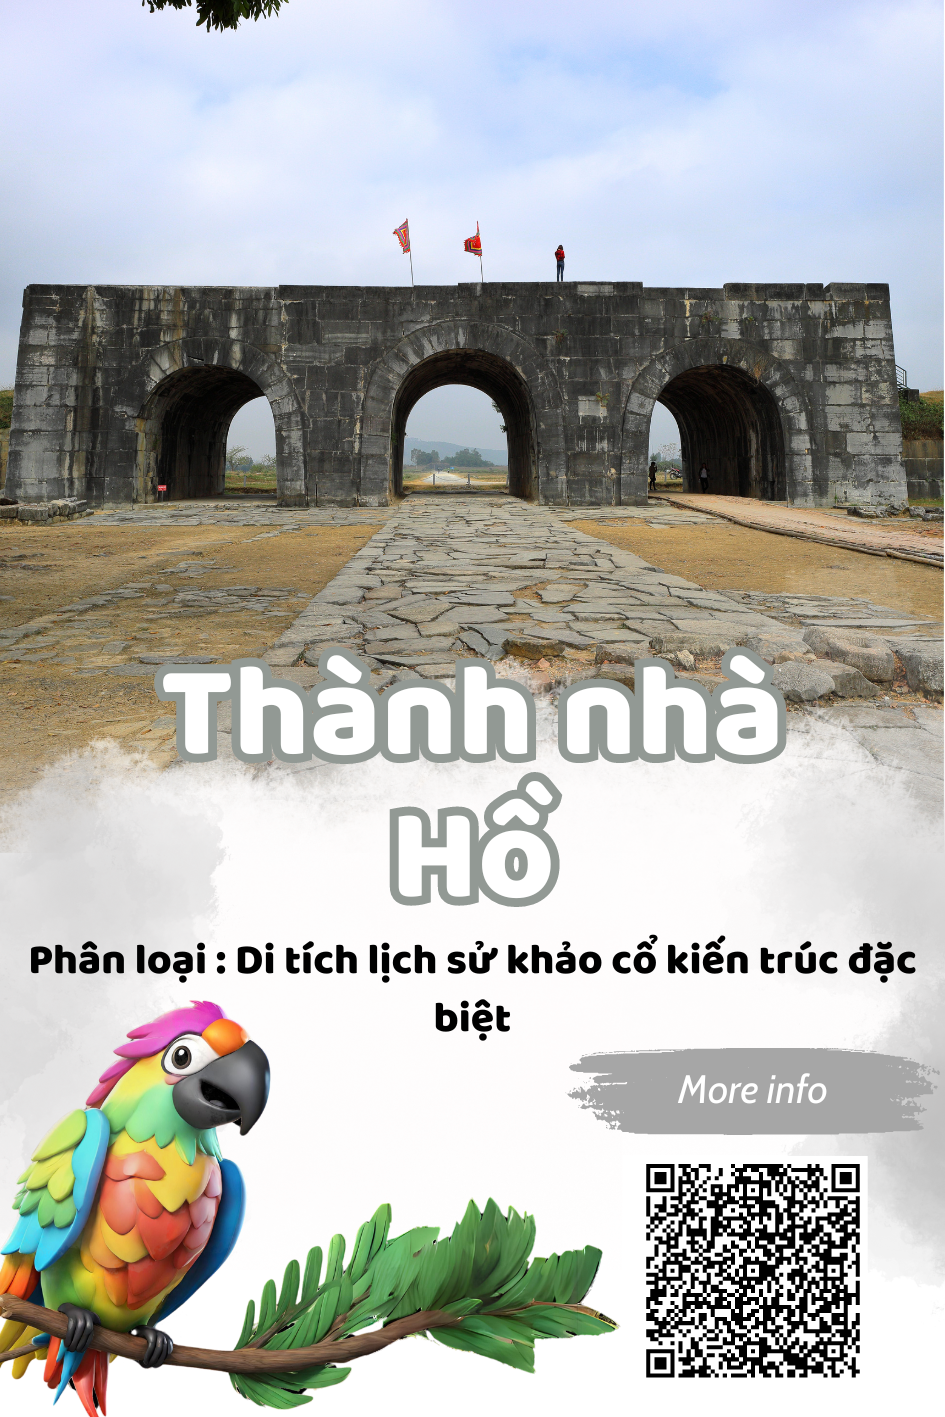 Thành nhà
Hồ
Phân loại : Di tích lịch sử khảo cổ kiến trúc đặc
biệt
More info